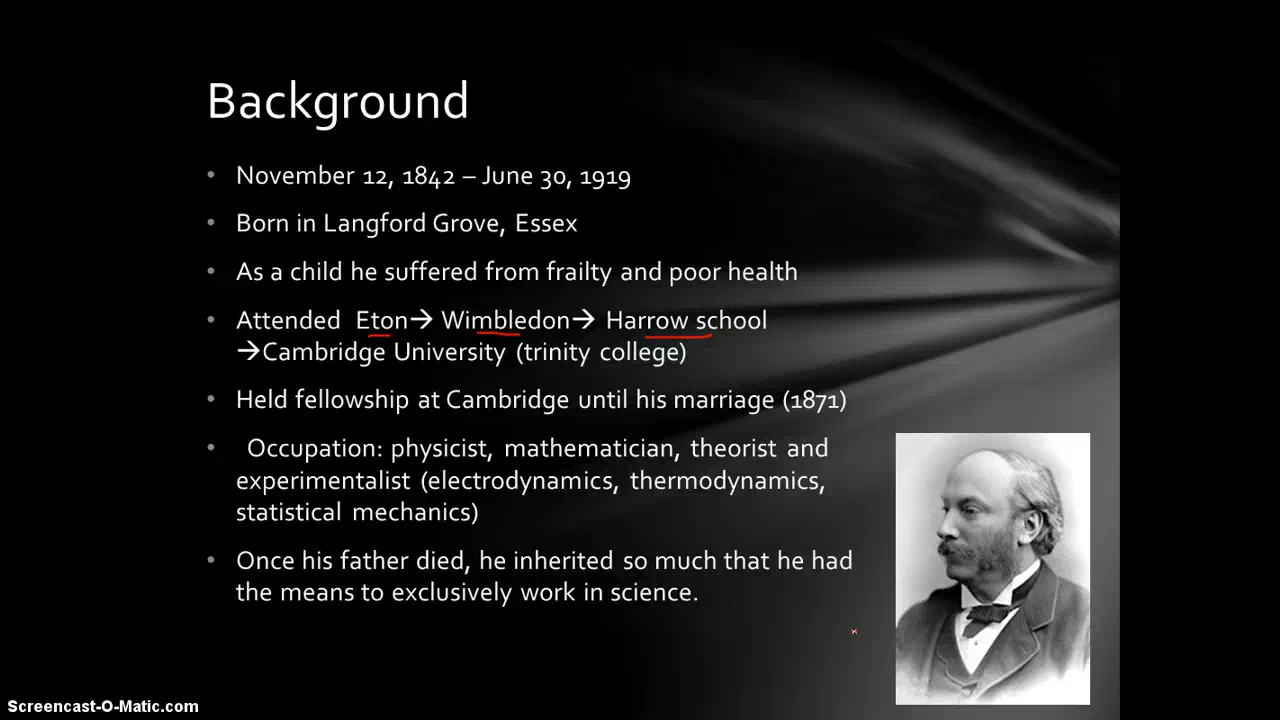 Background
• November 12, 1842 – June 30, 1919
• Born in Langford Grove, Essex
• As a child he suffered from frailty and poor health
• Attended Eton→ Wimbledon→ Harrow school
→Cambridge University (trinity college)
• Held fellowship at Cambridge until his marriage (1871)
• Occupation: physicist, mathematician, theorist and
experimentalist (electrodynamics, thermodynamics,
statistical mechanics)
• Once his father died, he inherited so much that he had
the means to exclusively work in science.
Screencast-O-Matic.com